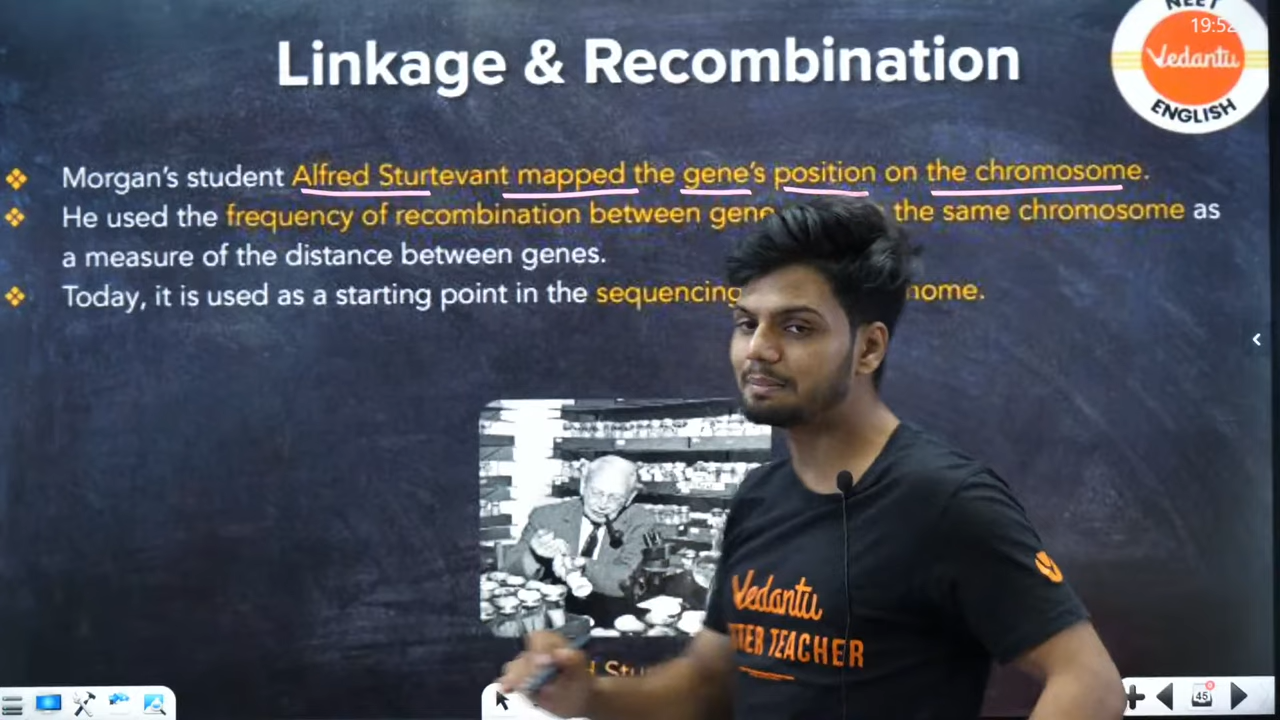 NEET
19:52
Vedantu
ENGLISH
Linkage & Recombination
Morgan's student Alfred Sturtevant mapped the gene's position on the chromosome.
He used the frequency of recombination between gene the same chromosome as
a measure of the distance between genes.
Today, it is used as a starting point in the sequencing
Vedantu
TEACHER
45